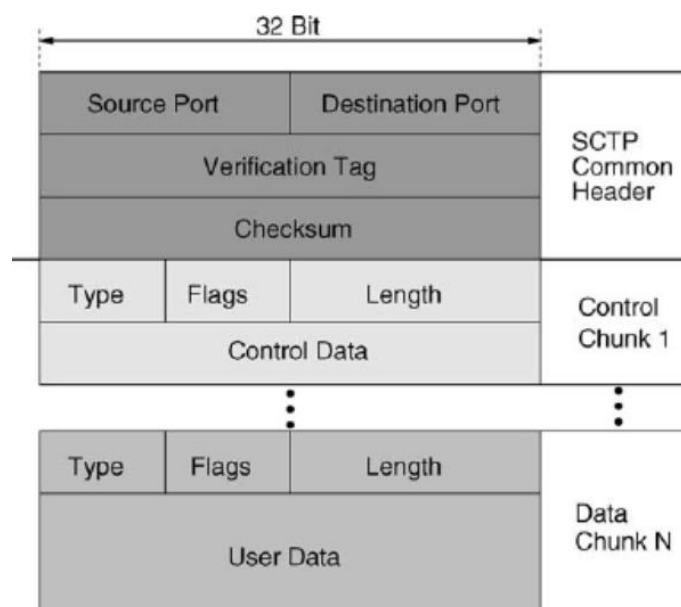 32 Bit
Source Port Destination Port
SCTP
Common
Header
Verification Tag
Checksum
Type Flags Length
Control
Chunk 1
Control Data
Type Flags Length
Data
Chunk N
User Data